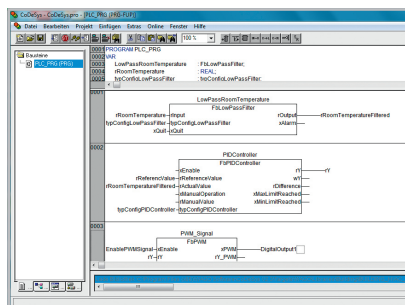 CoDeSys - CoDeSys.pro - [PLC_PRG (PRG-FUP)]
Datei Bearbeiten Projekt Einfügen Online Fenster Hilfe
100 %
Bausteine
PLC_PRG (PRG)
0001 PROGRAM PLC_PRG
0002 VAR
0003 LowPassRoomTemperature : FbLowPassFilter;
0004 rRoomTemperature : REAL;
0005 typConfigLowPassFilter : typConfigLowPassFilter;
0001
LowPassRoomTemperature
FbLowPassFilter
rRoomTemperature rInput rOutput rRoomTemperatureFiltered
typConfigLowPassFilter typConfigLowPassFilter xAlarm
xQuit xQuit
0002
PIDController
FbPIDController
xEnable rY rY
rReferencValue rReferenceValue wY
rRoomTemperatureFiltered rActualValue rDifference
xManualOperation xMaxLimitReached
rManualValue xMinLimitReached
typConfigPIDController typConfigPIDController
0003
PWM_Signal
FbPWM
EnablePWMSignal xEnable xPWM DigitalOutput1
rY rY rY_PWM